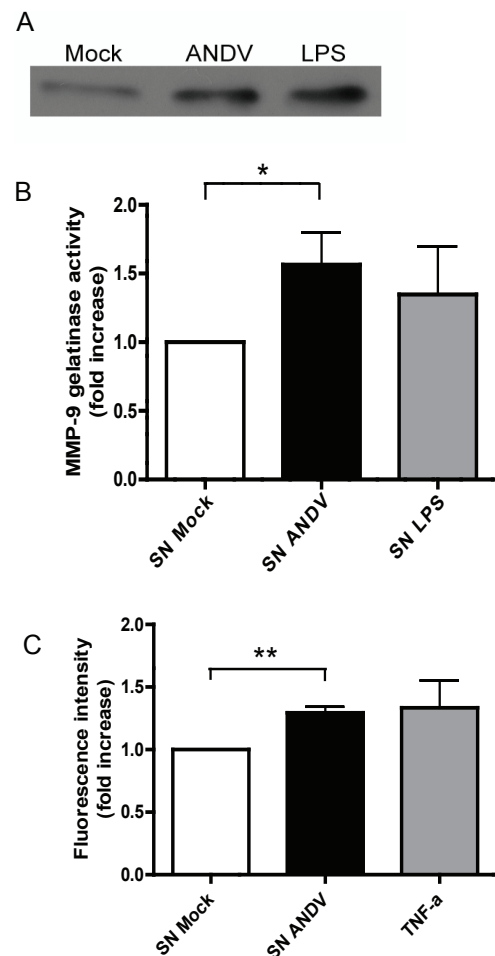 A
Mock ANDV LPS
B
*
MMP-9 gelatinase activity
(fold increase)
2.0
1.5
1.0
0.5
0.0
SN Mock
SN ANDV
SN LPS
C
**
Fluorescence intensity
(fold increase)
2.0
1.5
1.0
0.5
0.0
SN Mock
SN ANDV
TNF-a